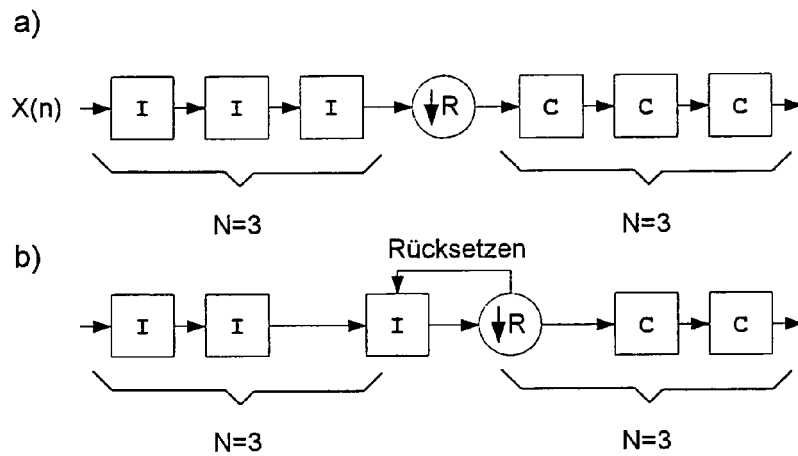 a)
X(n) I I I ↓R C C C
N=3 N=3
b) Rücksetzen
I I I ↓R C C
N=3 N=3